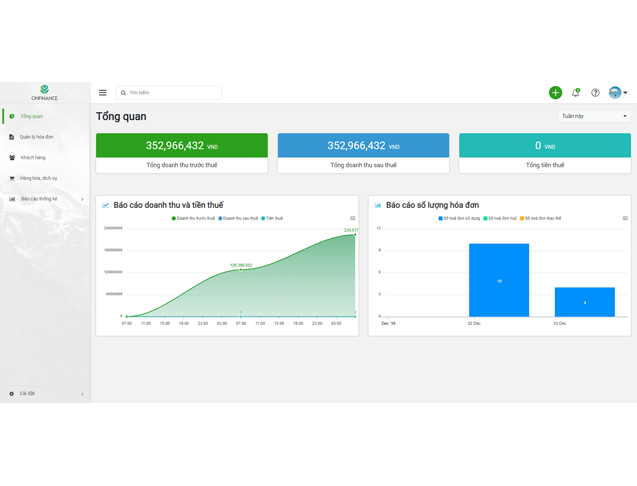 ONFINANCE
Tìm kiếm
Tổng quan
Quản lý hóa đơn
Khách hàng
Hàng hóa, dịch vụ
Báo cáo thống kê
Cài đặt
Tổng quan
Tuần này
352,966,432 VND
Tổng doanh thu trước thuế
352,966,432 VND
Tổng doanh thu sau thuế
0 VND
Tổng tiền thuế
Báo cáo doanh thu và tiền thuế
Doanh thu trước thuế Doanh thu sau thuế Tiền thuế
240000000
180000000
120000000
60000000
0
128,388,952
224,577
0
07:00 11:00 15:00 19:00 23:00 03:00 07:00 11:00 15:00 19:00 23:00 03:00
Báo cáo số lượng hóa đơn
Số hoá đơn sử dụng Số hoá đơn huỷ Số hoá đơn thay thế
12
9
6
3
0
10
4
Dec '19 02 Dec 03 Dec